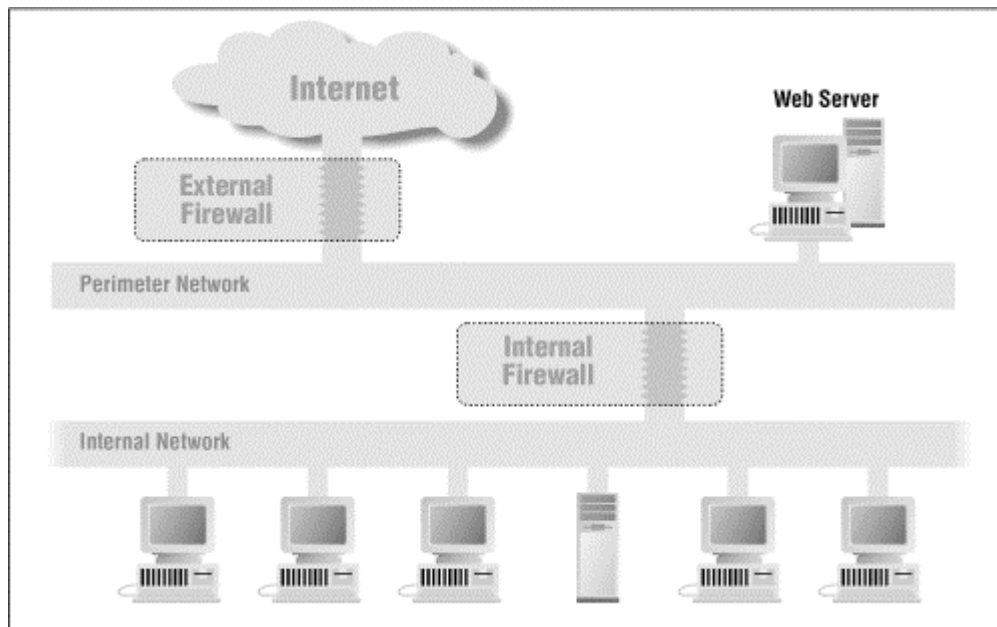 Internet
Web Server
External
Firewall
Perimeter Network
Internal
Firewall
Internal Network